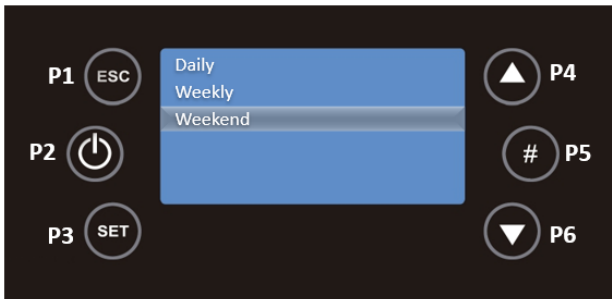 P1 ESC
P2
P3 SET
Daily
Weekly
Weekend
P4
# P5
P6